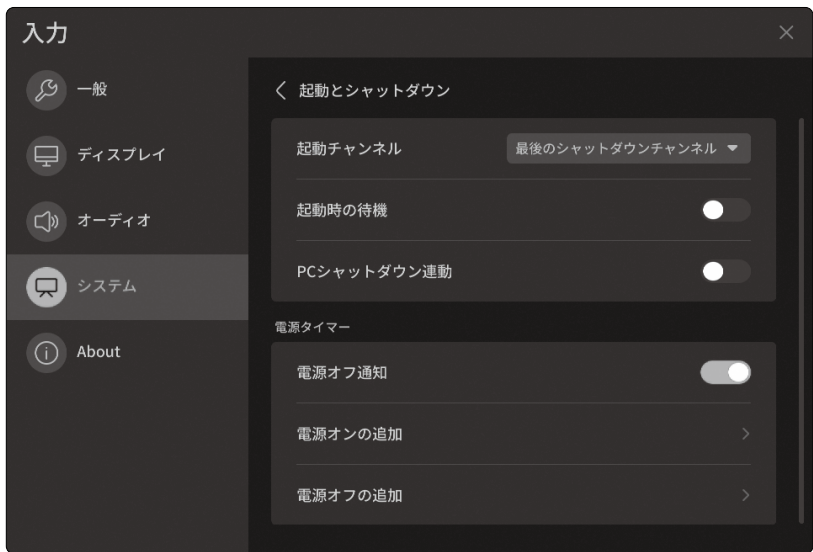 入力
一般
ディスプレイ
オーディオ
システム
About
起動とシャットダウン
起動チャンネル
最後のシャットダウンチャンネル
起動時の待機
PCシャットダウン連動
電源タイマー
電源オフ通知
電源オンの追加
電源オフの追加